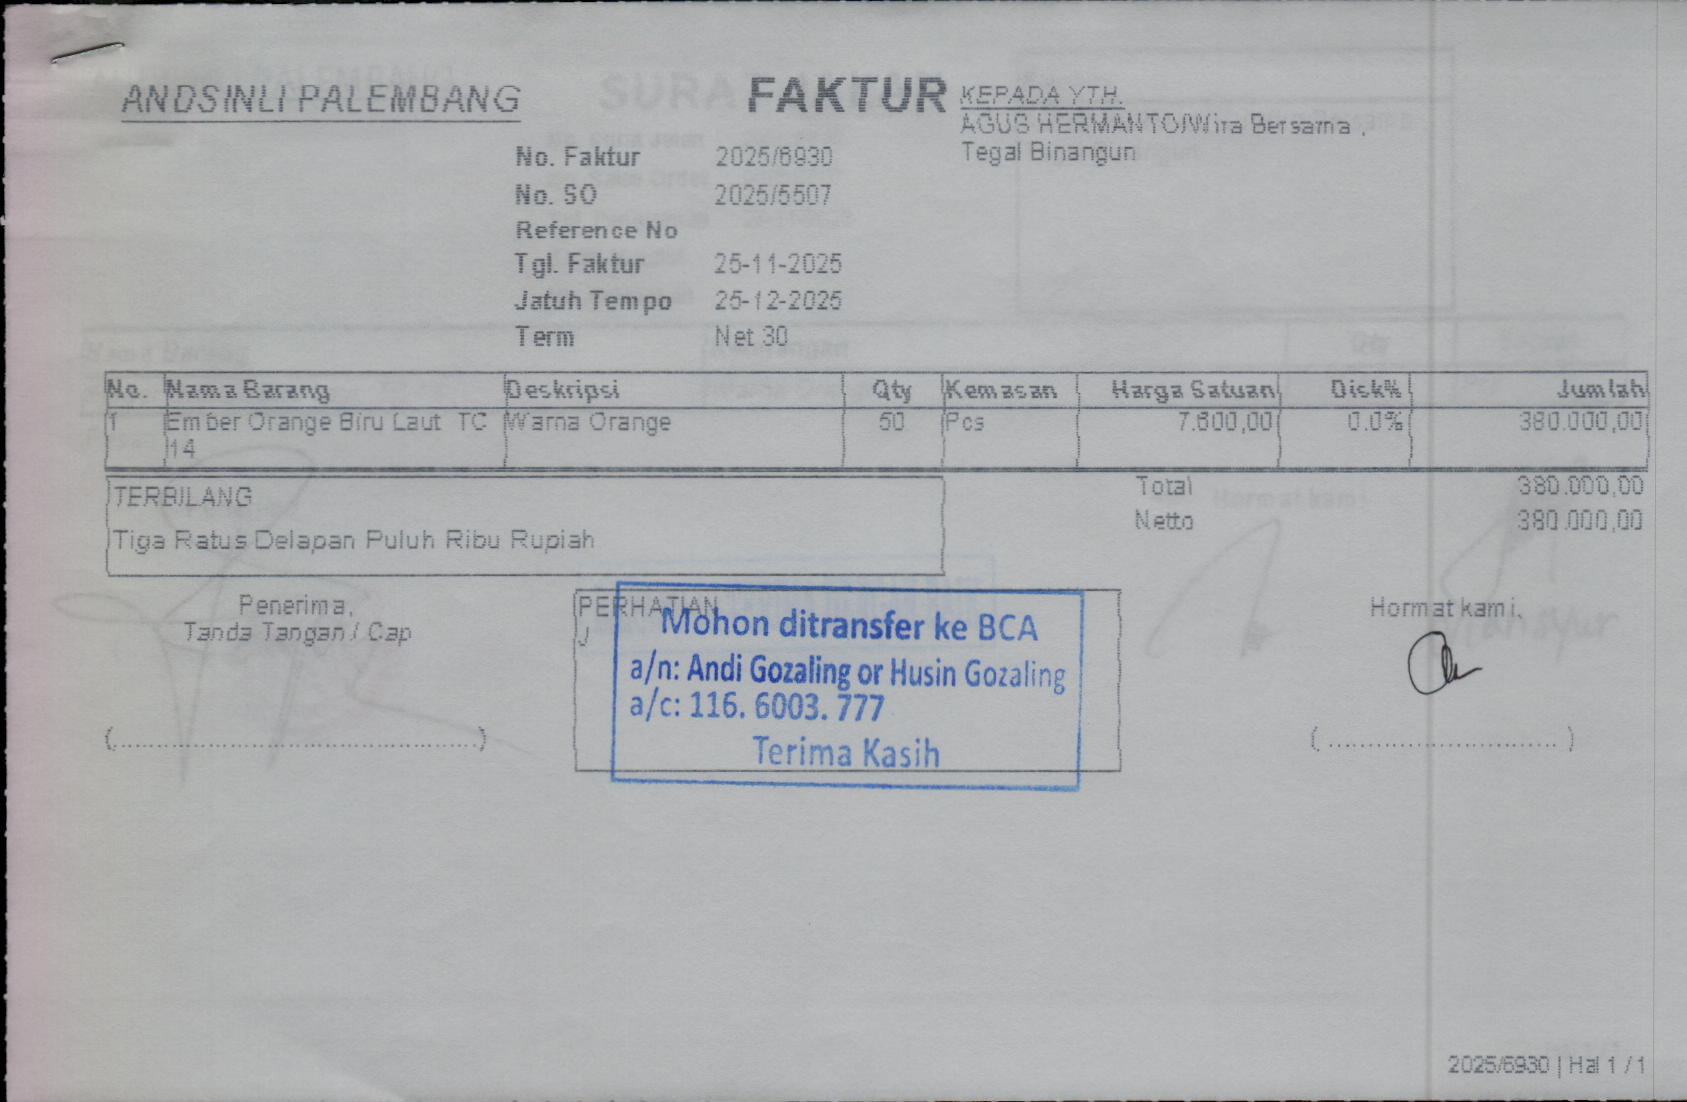 ANDSINLI PALEMBANG
FAKTUR
KEPADA YTH.
AGUS HERMANTO/Wira Bersama ,
Tegal Binangun
No. Faktur 2025/6930
No. SO 2025/5507
Reference No
Tgl. Faktur 25-11-2025
Jatuh Tempo 25-12-2025
Term Net 30
No. Nama Barang Deskripsi Qty Kemasan Harga Satuan Disk% Jumlah
1 Ember Orange Biru Laut TC Warna Orange 50 Pcs 7.600,00 0.0% 380.000,00
14
TERBILANG
Tiga Ratus Delapan Puluh Ribu Rupiah
Total 380.000,00
Netto 380.000,00
Penerima,
Tanda Tangan / Cap
(..............................................)
PERHATIAN
Mohon ditransfer ke BCA
a/n: Andi Gozaling or Husin Gozaling
a/c: 116. 6003. 777
Terima Kasih
Hormat kami,
( ............................. )
2025/6930 | Hal 1 / 1